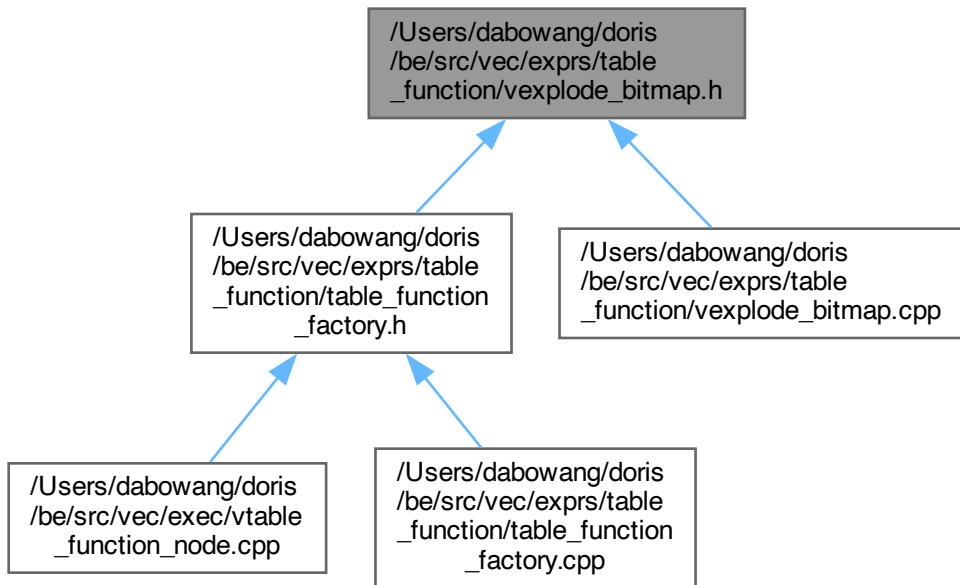 /Users/dabowang/doris
/be/src/vec/exprs/table
_function/vexplode_bitmap.h
/Users/dabowang/doris
/be/src/vec/exprs/table
_function/table_function
_factory.h
/Users/dabowang/doris
/be/src/vec/exprs/table
_function/vexplode_bitmap.cpp
/Users/dabowang/doris
/be/src/vec/exec/vtable
_function_node.cpp
/Users/dabowang/doris
/be/src/vec/exprs/table
_function/table_function
_factory.cpp